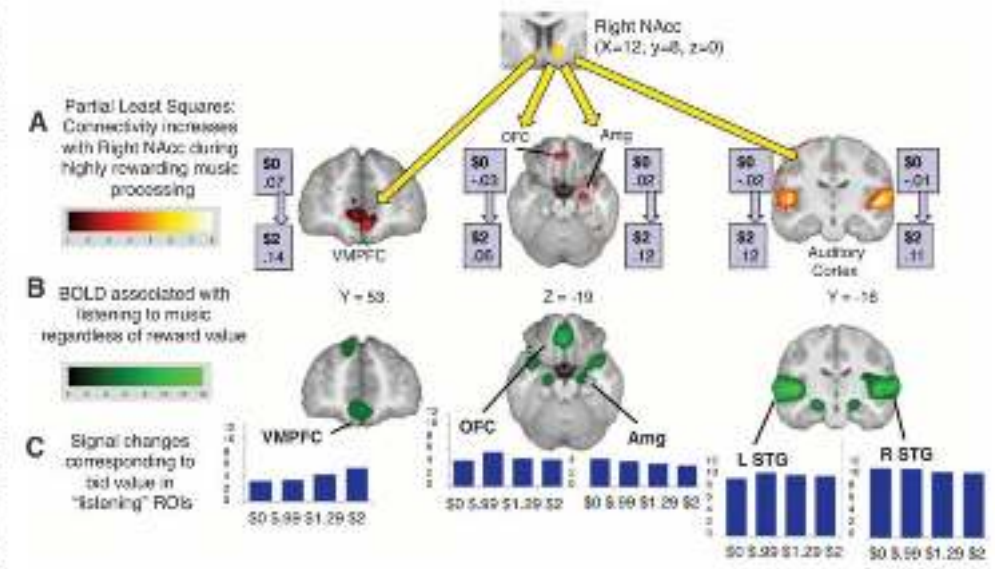 Right NAcc
(X=12, y=8, z=0)
A
Partial Least Squares:
Connectivity increases
with Right NAcc during
highly rewarding music
processing
OFC
Amg
$0
.07
$2
.14
VMPFC
$0
-.03
$2
.06
$0
.02
$2
.12
$0
-.02
$2
.12
$0
-.01
$2
.11
Auditory
Cortex
Y = 53
Z = -19
Y = -16
B
BOLD associated with
listening to music
regardless of reward value
C
Signal changes
corresponding to
bid value in
"listening" ROIs
VMPFC
$0 $.99 $1.29 $2
OFC
$0 $.99 $1.29 $2
Amg
$0 $.99 $1.29 $2
L STG
$0 $.99 $1.29 $2
R STG
$0 $.99 $1.29 $2